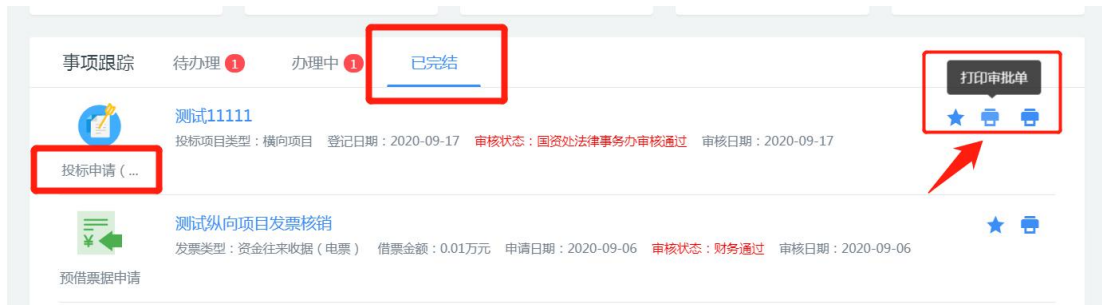 事项跟踪 待办理 1 办理中 1 已完结
打印审批单
测试11111
投标项目类型：横向项目 登记日期：2020-09-17 审核状态：国资处法律事务办审核通过 审核日期：2020-09-17
投标申请（...
测试纵向项目发票核销
发票类型：资金往来收据（电票） 借票金额：0.01万元 申请日期：2020-09-06 审核状态：财务通过 审核日期：2020-09-06
预借票据申请